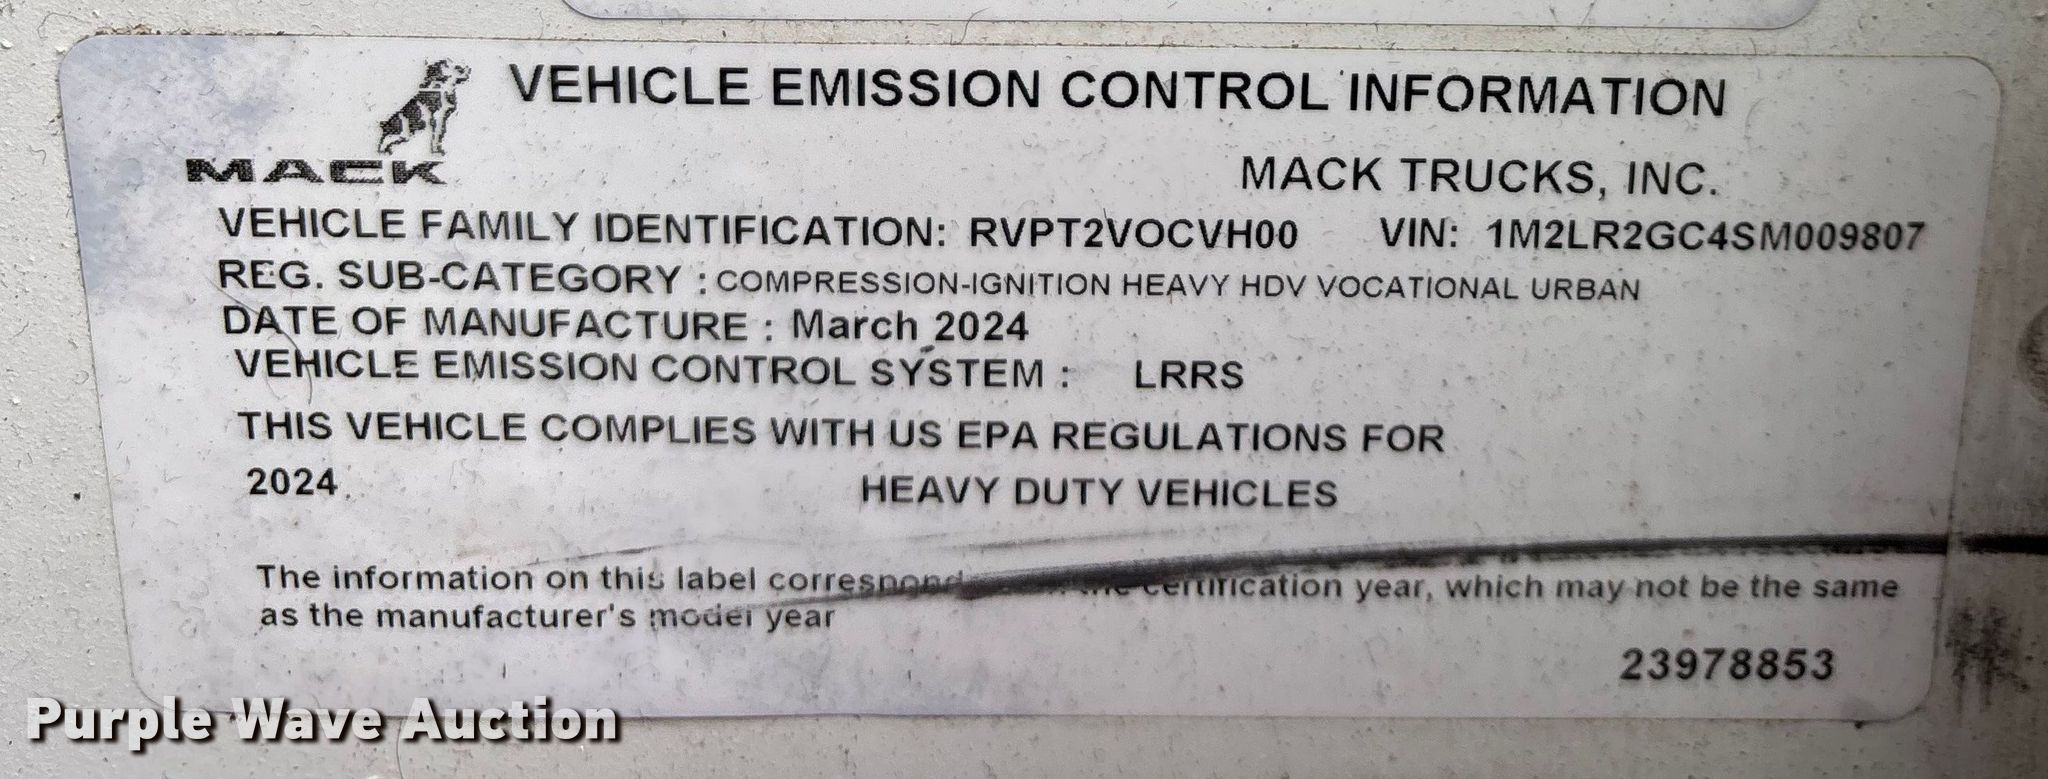 VEHICLE EMISSION CONTROL INFORMATION
MACK
MACK TRUCKS, INC.
VEHICLE FAMILY IDENTIFICATION: RVPT2VOCVH00 VIN: 1M2LR2GC4SM009807
REG. SUB-CATEGORY : COMPRESSION-IGNITION HEAVY HDV VOCATIONAL URBAN
DATE OF MANUFACTURE : March 2024
VEHICLE EMISSION CONTROL SYSTEM : LRRS
THIS VEHICLE COMPLIES WITH US EPA REGULATIONS FOR
2024 HEAVY DUTY VEHICLES
The information on this label correspond the certification year, which may not be the same
as the manufacturer's model year
23978853
Purple Wave Auction